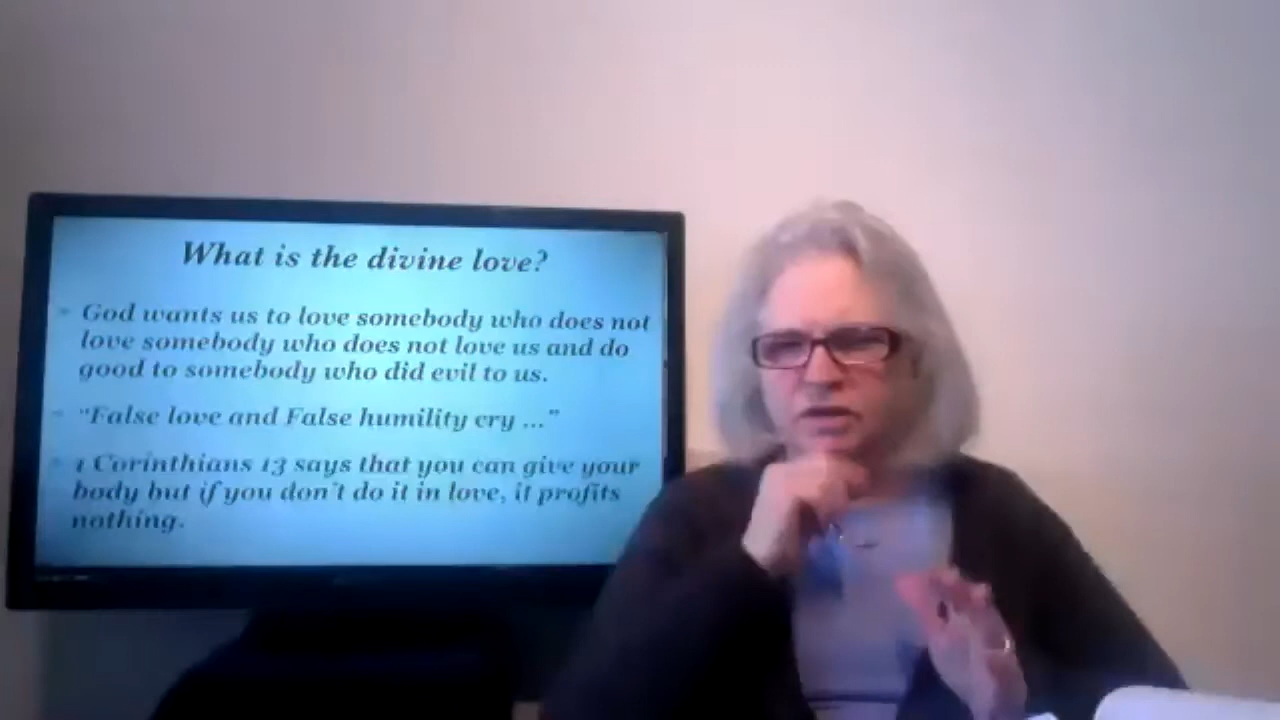 What is the divine love?
God wants us to love somebody who does not
love somebody who does not love us and do
good to somebody who did evil to us.
"False love and False humility cry ..."
1 Corinthians 13 says that you can give your
body but if you don't do it in love, it profits
nothing.